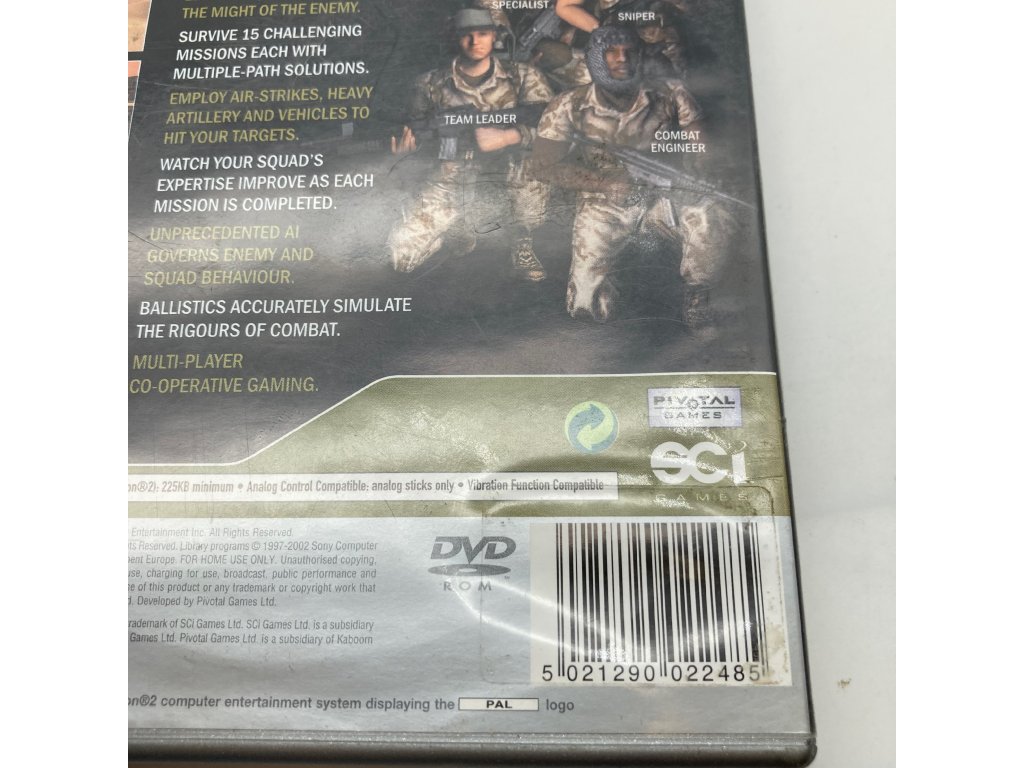 THE MIGHT OF THE ENEMY.
SURVIVE 15 CHALLENGING
MISSIONS EACH WITH
MULTIPLE-PATH SOLUTIONS.
EMPLOY AIR-STRIKES, HEAVY
ARTILLERY AND VEHICLES TO
HIT YOUR TARGETS.
WATCH YOUR SQUAD'S
EXPERTISE IMPROVE AS EACH
MISSION IS COMPLETED.
UNPRECEDENTED AI
GOVERNS ENEMY AND
SQUAD BEHAVIOUR.
BALLISTICS ACCURATELY SIMULATE
THE RIGOURS OF COMBAT.
MULTI-PLAYER
CO-OPERATIVE GAMING.
SPECIALIST
SNIPER
TEAM LEADER
COMBAT
ENGINEER
PIVOTAL
GAMES
SCi
GAMES
on®2): 225KB minimum • Analog Control Compatible: analog sticks only • Vibration Function Compatible
Entertainment Inc. All Rights Reserved.
ts Reserved. Library programs © 1997-2002 Sony Computer
ent Europe. FOR HOME USE ONLY. Unauthorised copying,
use, charging for use, broadcast, public performance and
se of this product or any trademark or copyright work that
d. Developed by Pivotal Games Ltd.
rademark of SCi Games Ltd. SCi Games Ltd. is a subsidiary
Games Ltd. Pivotal Games Ltd. is a subsidiary of Kaboom
DVD
ROM
5 021290 022485
on®2 computer entertainment system displaying the PAL logo